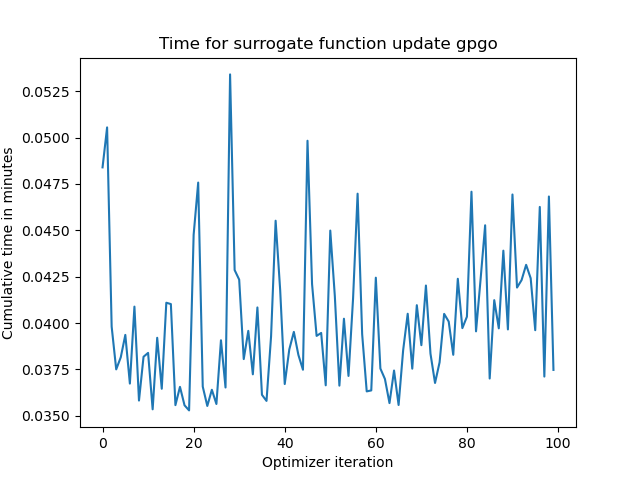 Time for surrogate function update gpgo
0.0525
0.0500
0.0475
0.0450
0.0425
0.0400
0.0375
0.0350
Cumulative time in minutes
0 20 40 60 80 100
Optimizer iteration